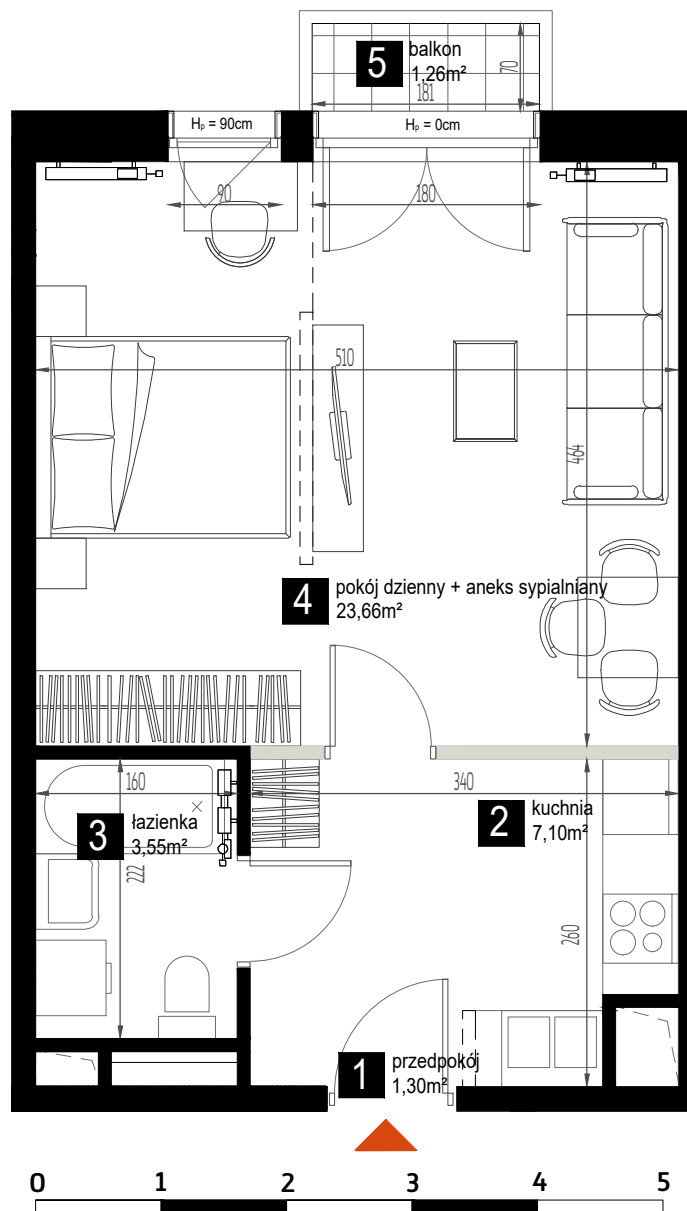 5
balkon
1,26m²
70
181
Hₚ = 90cm
Hₚ = 0cm
90
180
510
464
4
pokój dzienny + aneks sypialniany
23,66m²
160
340
3
łazienka
3,55m²
2
kuchnia
7,10m²
222
260
1
przedpokój
1,30m²
0 1 2 3 4 5